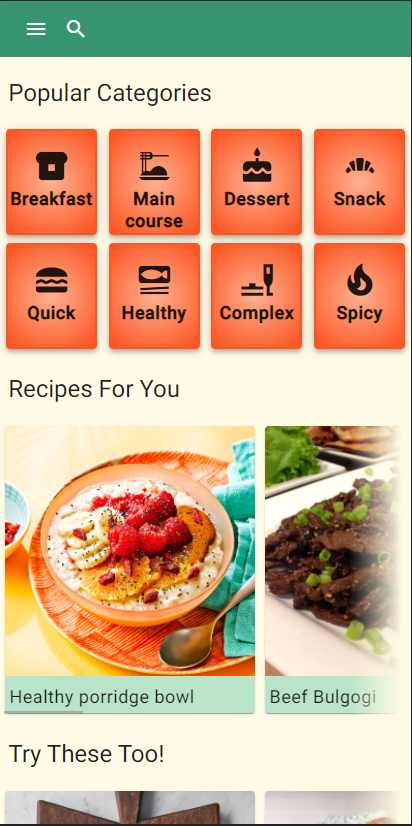 Popular Categories
Breakfast
Main
course
Dessert
Snack
Quick
Healthy
Complex
Spicy
Recipes For You
Healthy porridge bowl
Beef Bulgogi
Try These Too!